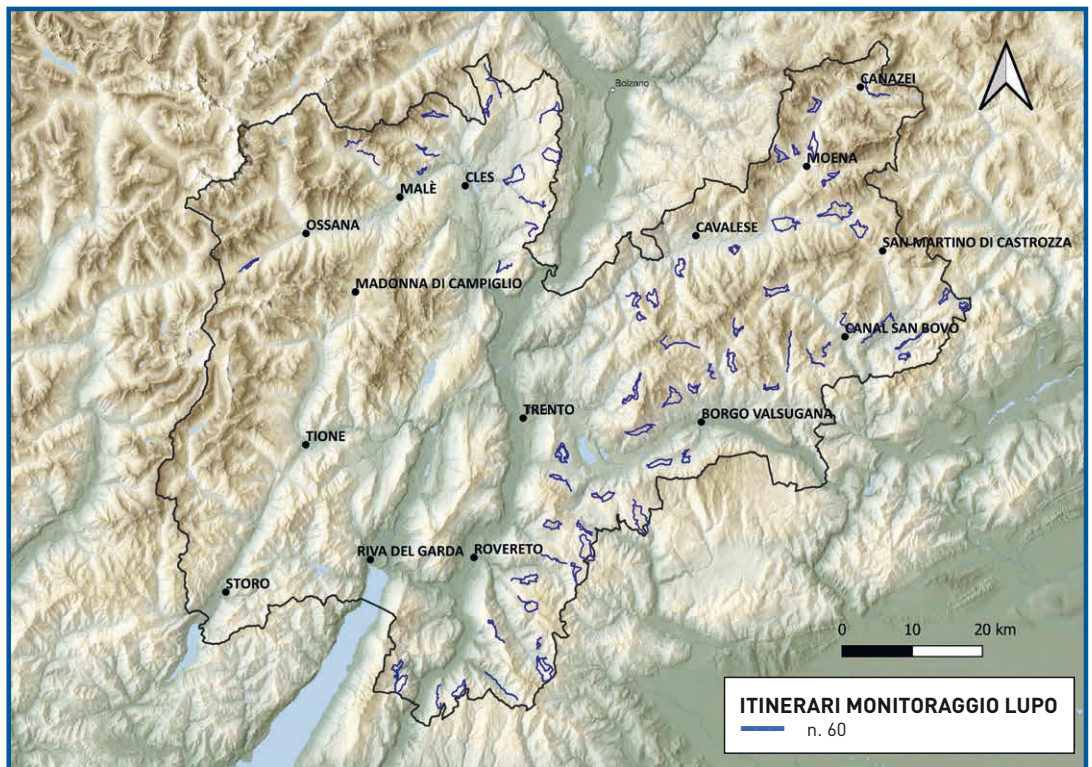 Bolzano
CANAZEI
MOENA
CLES
MALÈ
OSSANA
CAVALESE
SAN MARTINO DI CASTROZZA
MADONNA DI CAMPIGLIO
CANAL SAN BOVO
TRENTO
BORGO VALSUGANA
TIONE
RIVA DEL GARDA
ROVERETO
STORO
0 10 20 km
ITINERARI MONITORAGGIO LUPO
n. 60